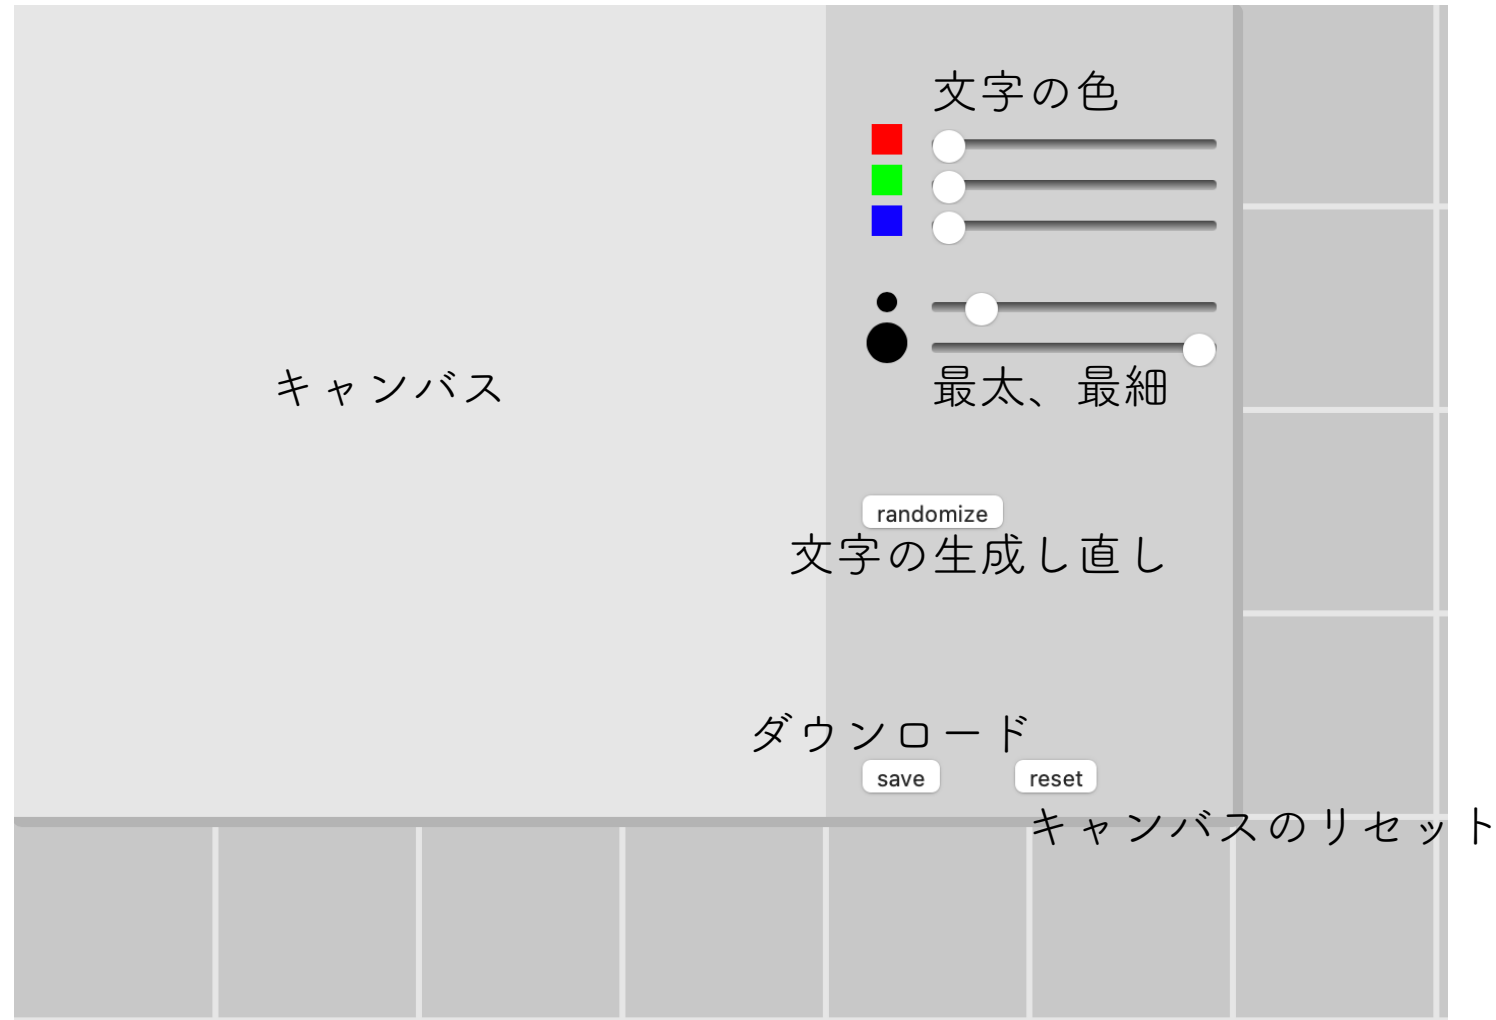 文字の色
キャンバス
最太、最細
randomize
文字の生成し直し
ダウンロード
save
reset
キャンバスのリセット